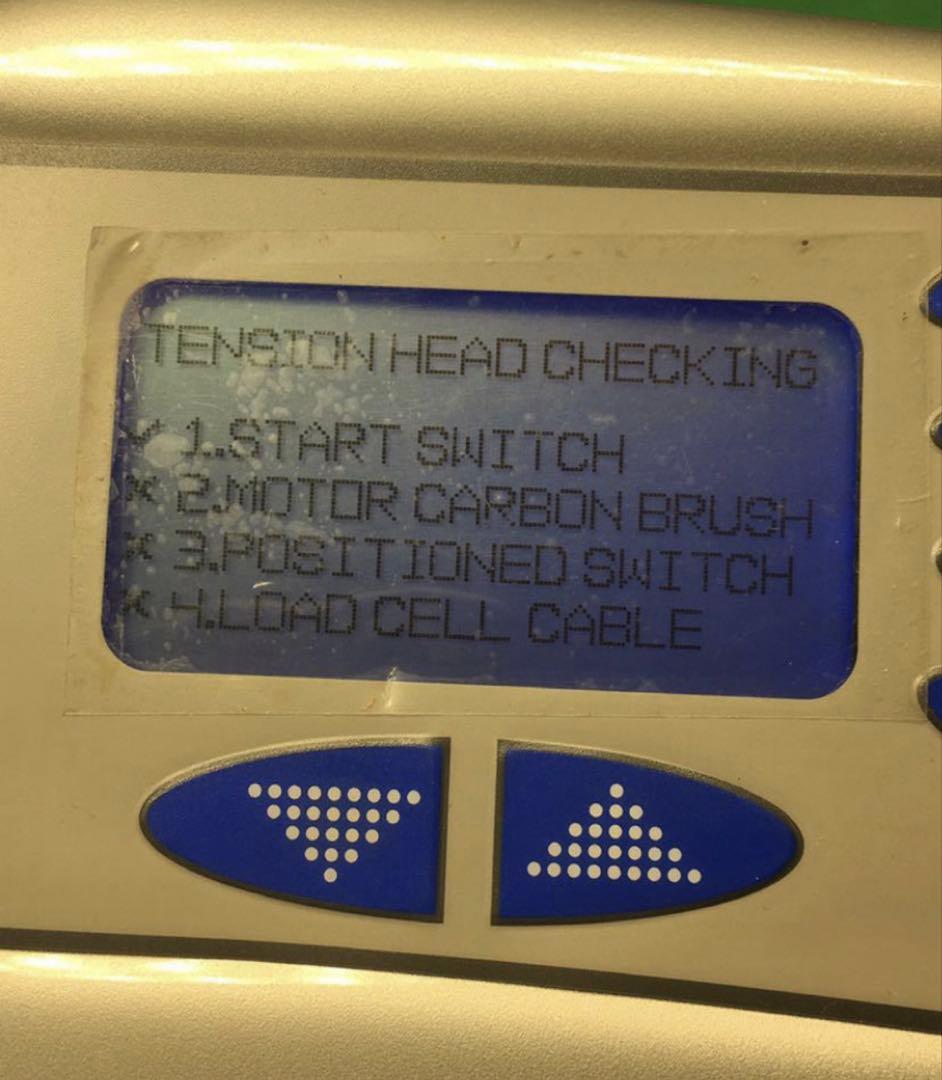 TENSION HEAD CHECKING
✓ 1.START SWITCH
× 2.MOTOR CARBON BRUSH
× 3.POSITIONED SWITCH
× 4.LOAD CELL CABLE